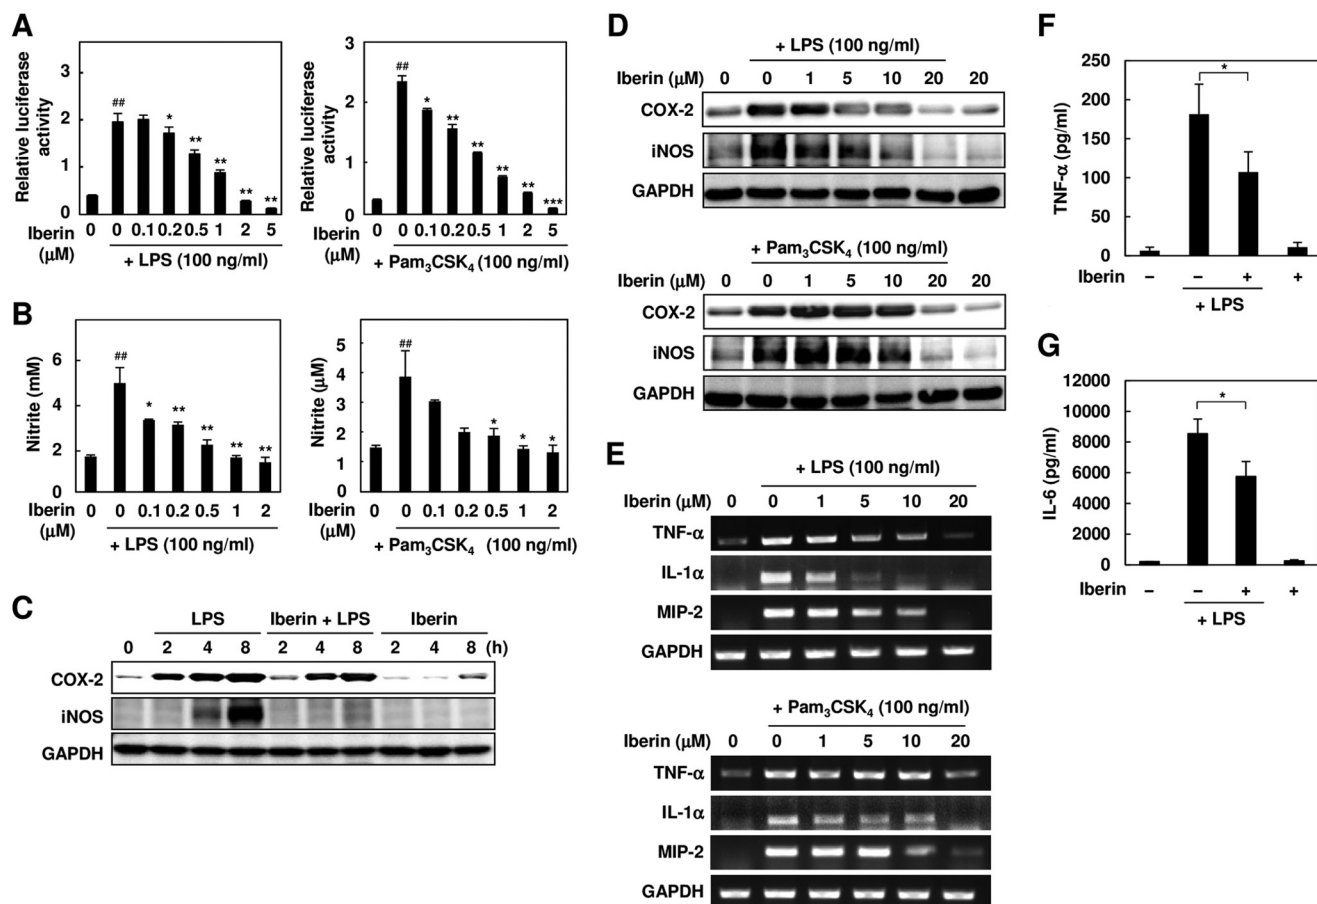 A
Relative luciferase
activity
3
2
1
0
##
*
**
**
**
**
Iberin
(μM)
0 0 0.1 0.2 0.5 1 2 5
+ LPS (100 ng/ml)
Relative luciferase
activity
3
2
1
0
##
*
**
**
**
**
***
Iberin
(μM)
0 0 0.1 0.2 0.5 1 2 5
+ Pam₃CSK₄ (100 ng/ml)
B
Nitrite (mM)
6
4
2
0
##
*
**
**
**
**
Iberin
(μM)
0 0 0.1 0.2 0.5 1 2
+ LPS (100 ng/ml)
Nitrite (μM)
5
4
3
2
1
0
##
*
*
*
Iberin
(μM)
0 0 0.1 0.2 0.5 1 2
+ Pam₃CSK₄ (100 ng/ml)
C
LPS Iberin + LPS Iberin
0 2 4 8 2 4 8 2 4 8 (h)
COX-2
iNOS
GAPDH
D
+ LPS (100 ng/ml)
Iberin (μM) 0 0 1 5 10 20 20
COX-2
iNOS
GAPDH
+ Pam₃CSK₄ (100 ng/ml)
Iberin (μM) 0 0 1 5 10 20 20
COX-2
iNOS
GAPDH
E
+ LPS (100 ng/ml)
Iberin (μM) 0 0 1 5 10 20
TNF-α
IL-1α
MIP-2
GAPDH
+ Pam₃CSK₄ (100 ng/ml)
Iberin (μM) 0 0 1 5 10 20
TNF-α
IL-1α
MIP-2
GAPDH
F
TNF-α (pg/ml)
250
200
150
100
50
0
*
Iberin − − + +
+ LPS
G
IL-6 (pg/ml)
12000
10000
8000
6000
4000
2000
0
*
Iberin − − + +
+ LPS